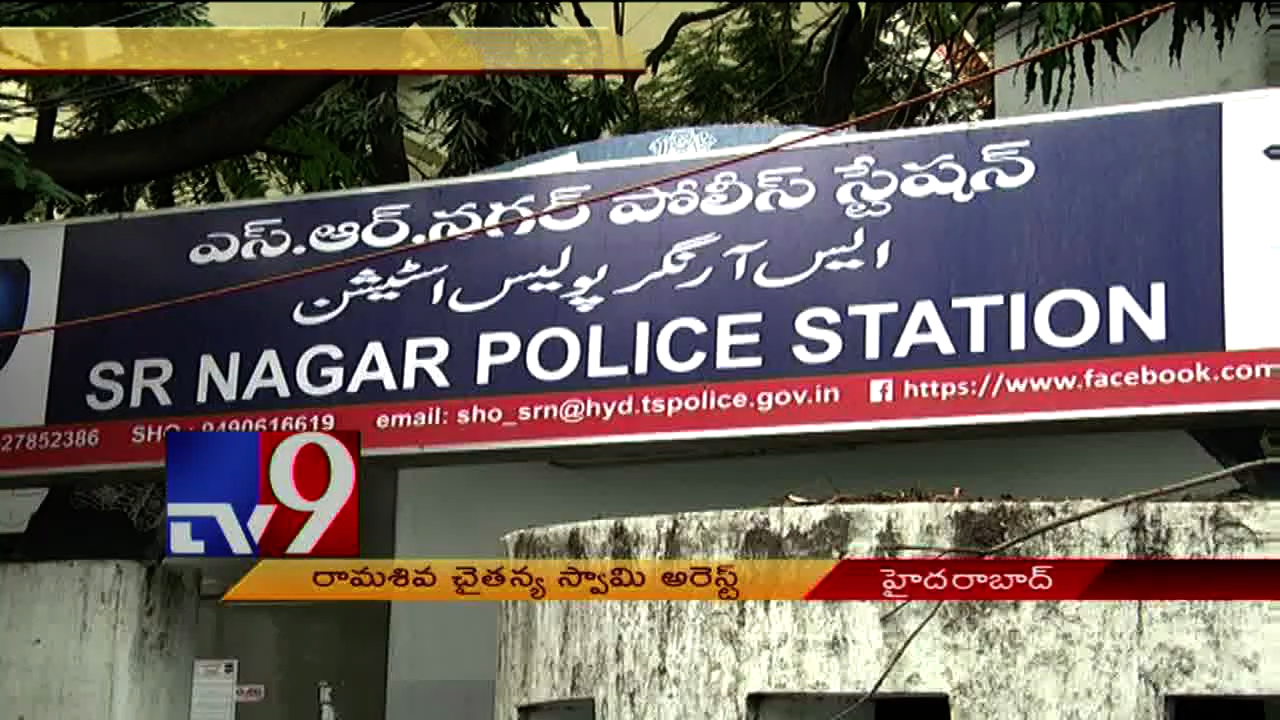 ఎస్.ఆర్.నగర్ పోలీస్ స్టేషన్
ایس آر نگر پولیس اسٹیشن
SR NAGAR POLICE STATION
27852386 SHO : 9490616619 email: sho_srn@hyd.tspolice.gov.in https://www.facebook.com
TV9
రామశివ చైతన్య స్వామి అరెస్ట్ హైదరాబాద్